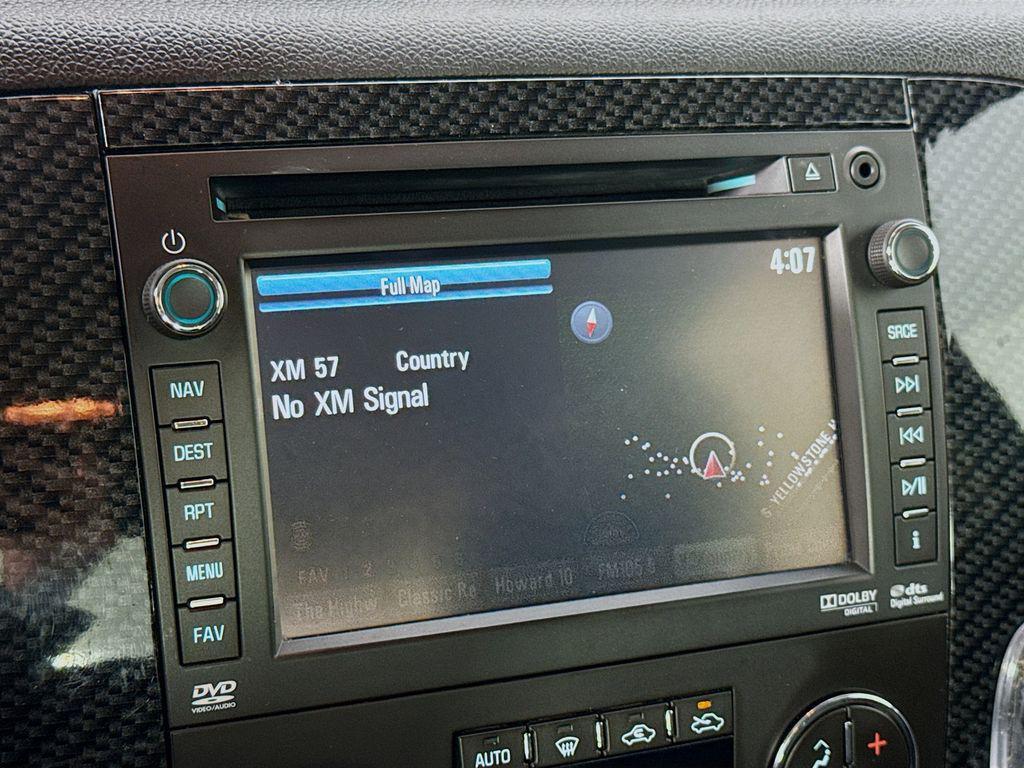 Full Map
4:07
XM 57 Country
No XM Signal
S YELLOWSTONE
FAV
Classic Re
Howard 10
NAV
DEST
RPT
MENU
FAV
SRCE
i
DVD
VIDEO/AUDIO
DOLBY
DIGITAL
dts
Digital Surround
AUTO